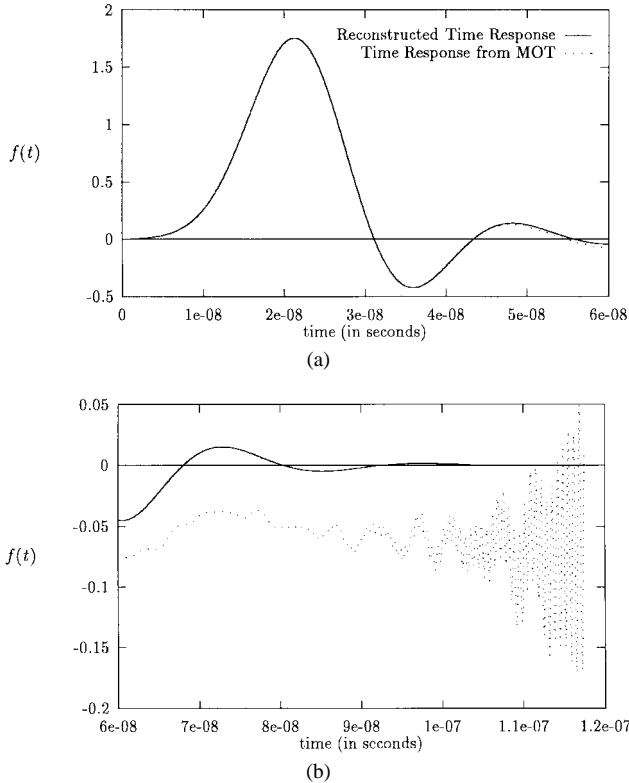 2
Reconstructed Time Response
Time Response from MOT
1.5
1
f(t)
0.5
0
-0.5
0 1e-08 2e-08 3e-08 4e-08 5e-08 6e-08
time (in seconds)
(a)
0.05
0
-0.05
f(t)
-0.1
-0.15
-0.2
6e-08 7e-08 8e-08 9e-08 1e-07 1.1e-07 1.2e-07
time (in seconds)
(b)